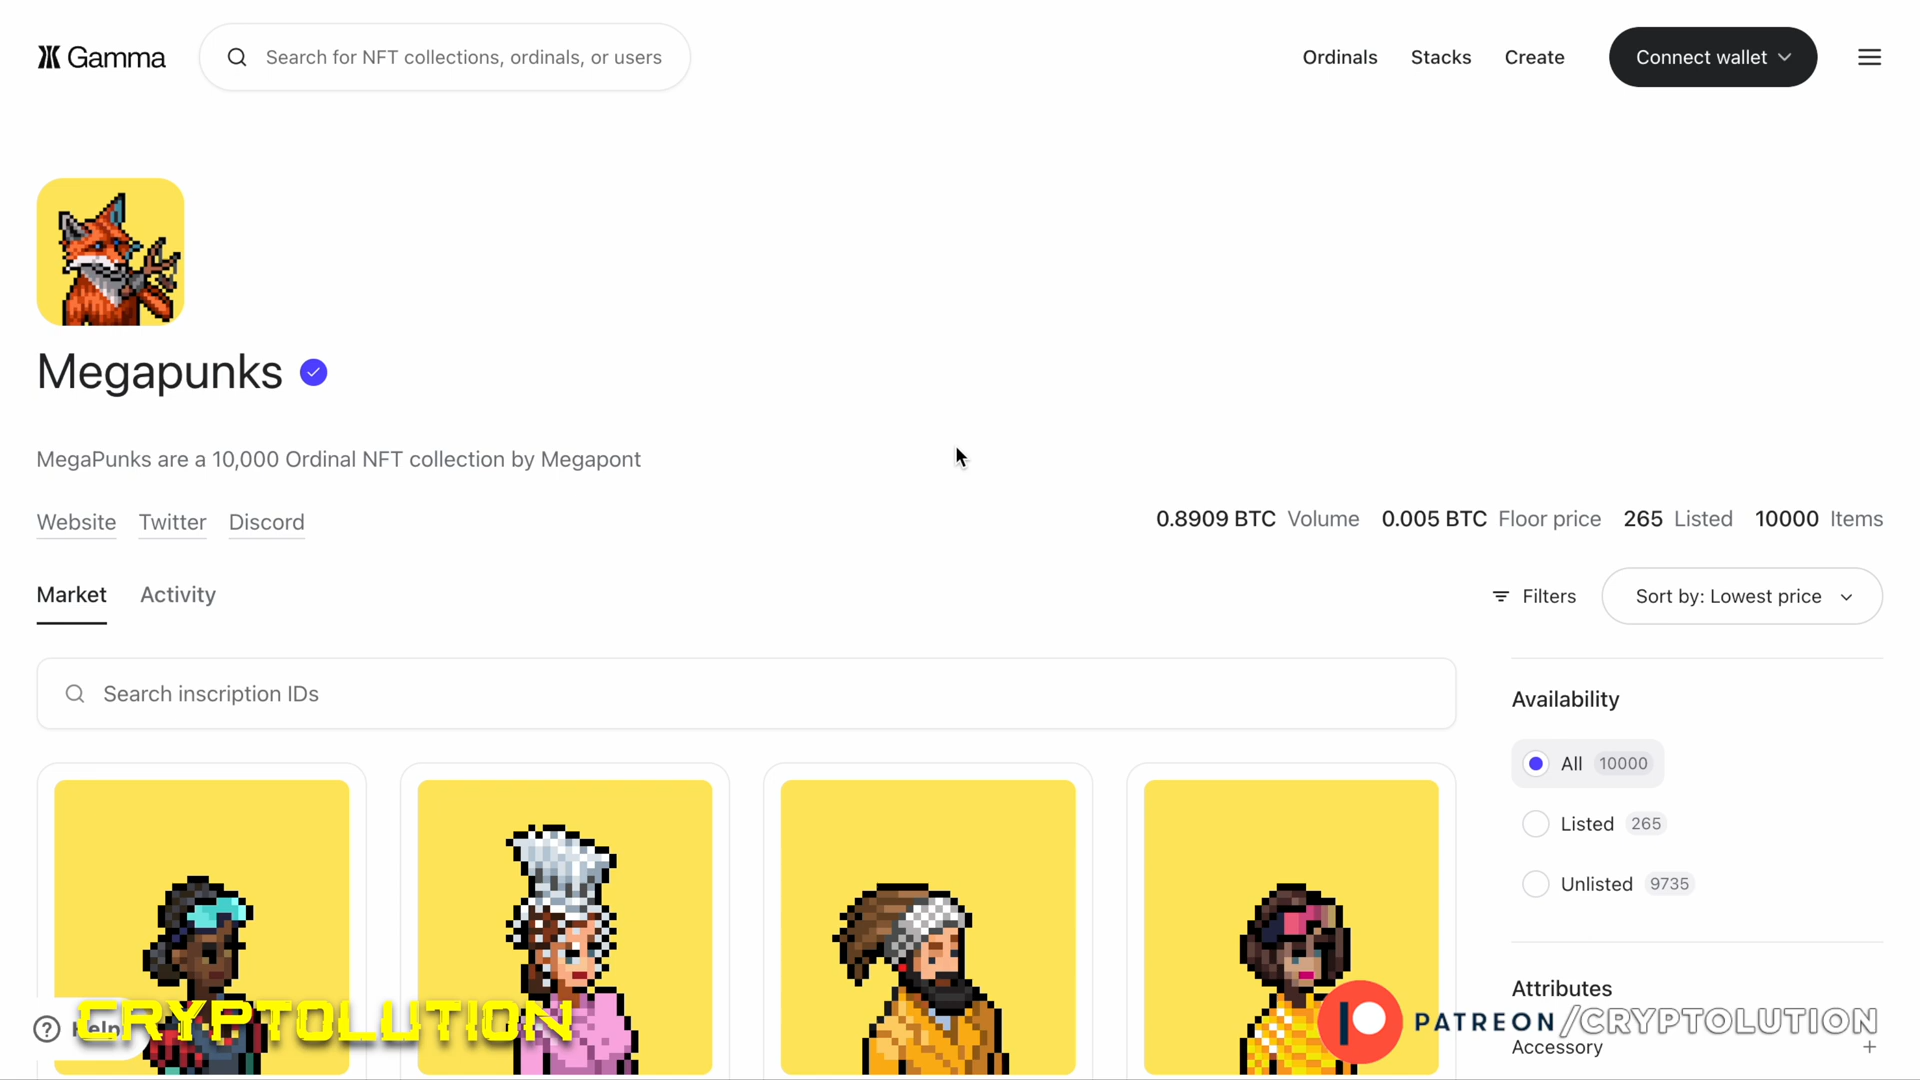 Gamma
Search for NFT collections, ordinals, or users
Ordinals
Stacks
Create
Connect wallet
Megapunks
MegaPunks are a 10,000 Ordinal NFT collection by Megapont
Website Twitter Discord
0.8909 BTC Volume 0.005 BTC Floor price 265 Listed 10000 Items
Market Activity
Filters
Sort by: Lowest price
Search inscription IDs
Availability
All 10000
Listed 265
Unlisted 9735
Attributes
Accessory
Help
CRYPTOLUTION
PATREON/CRYPTOLUTION